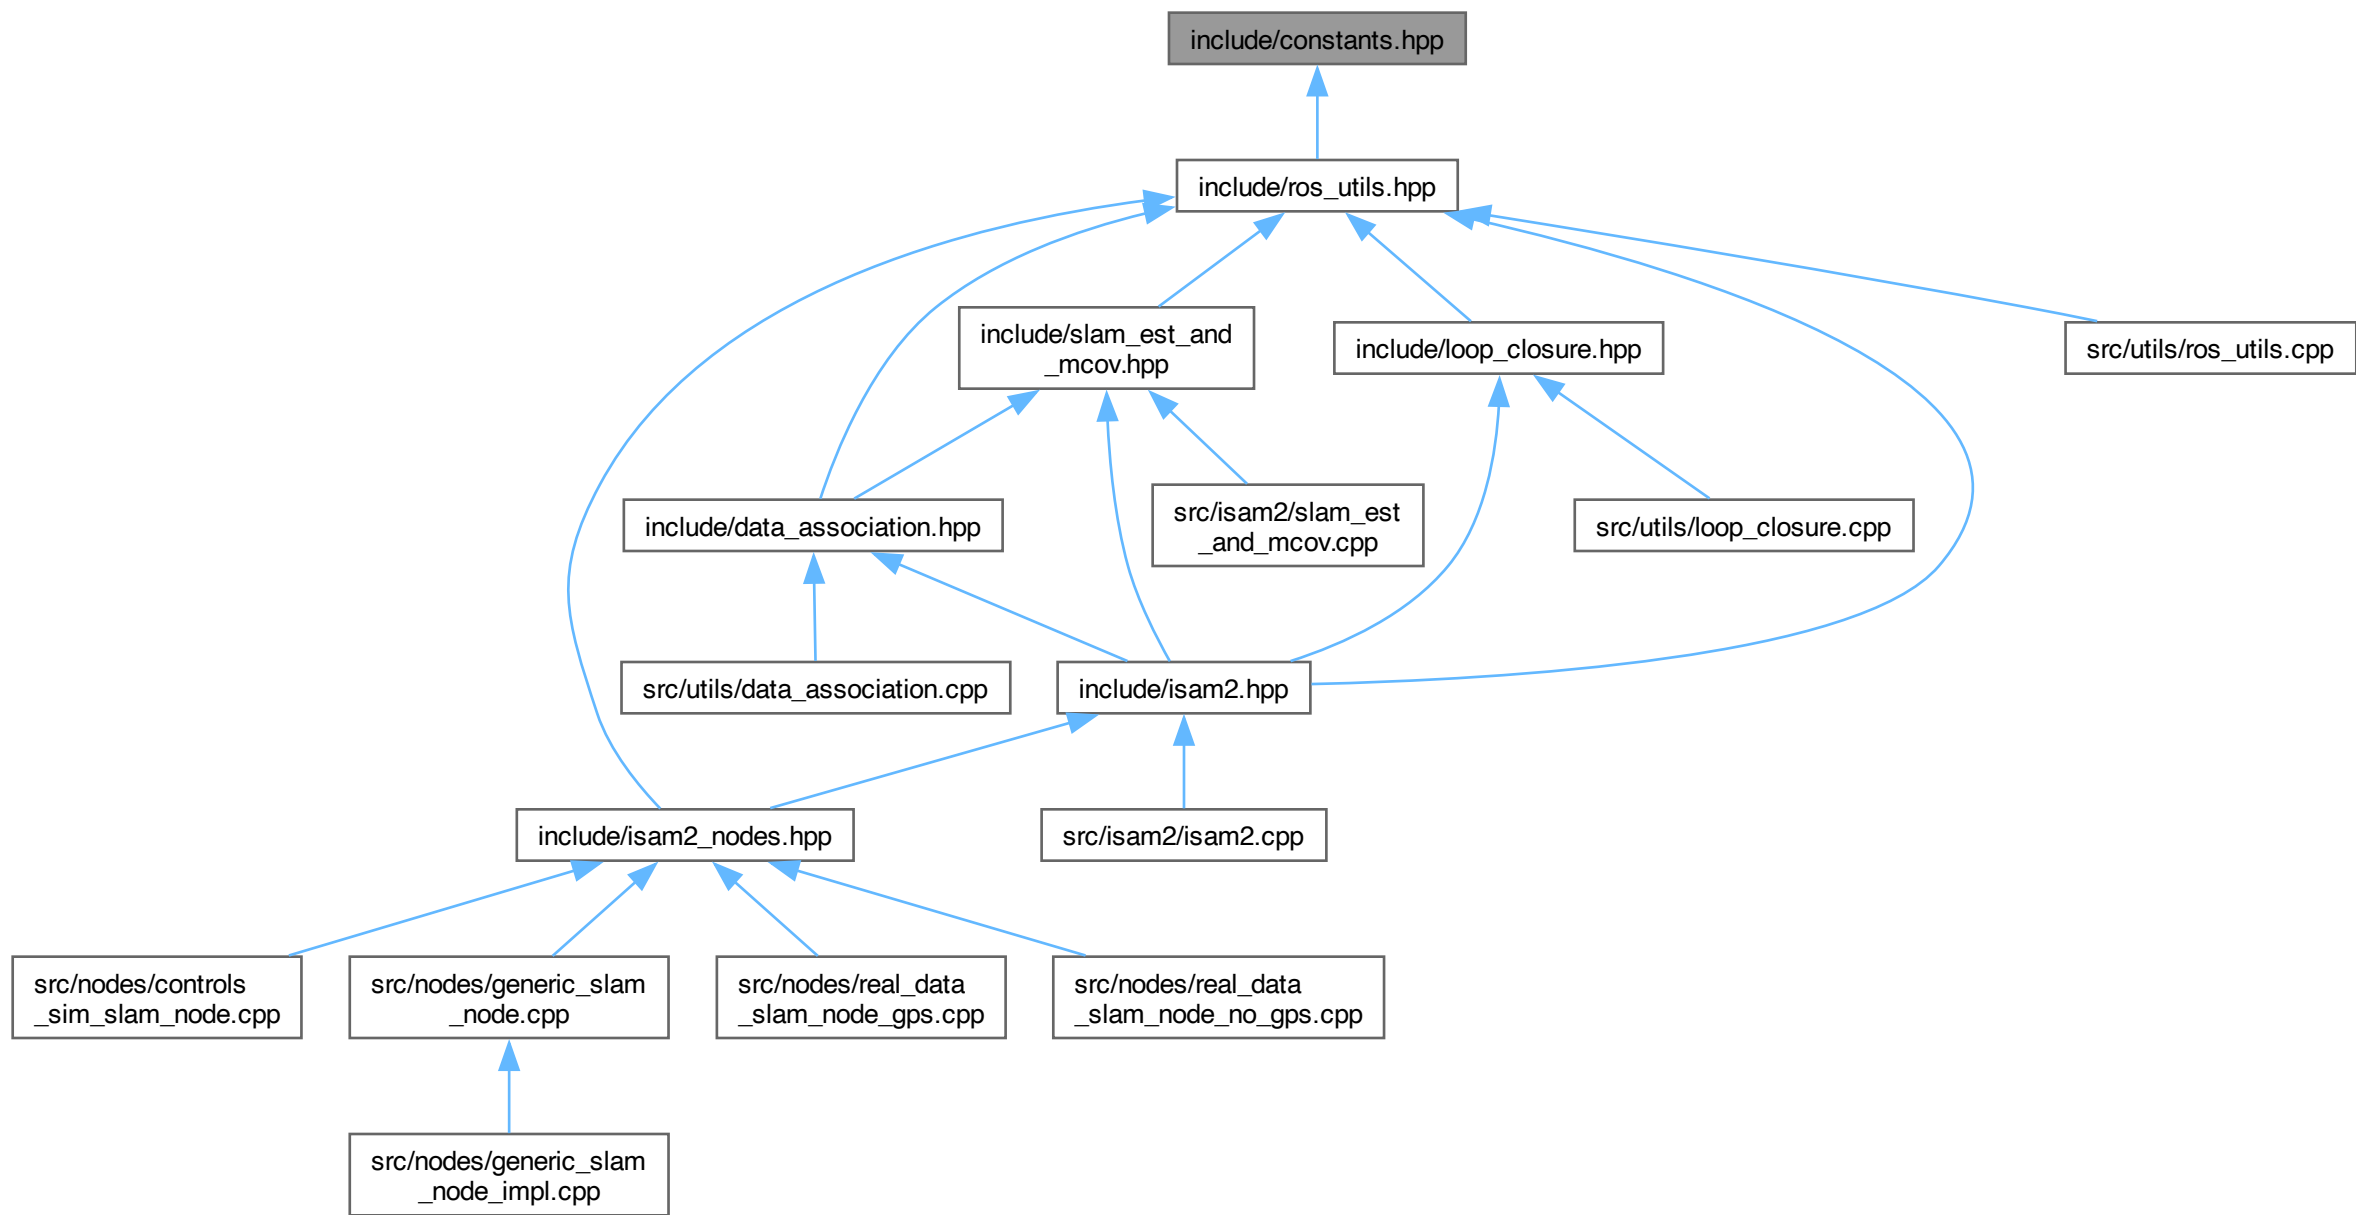 include/constants.hpp
include/ros_utils.hpp
include/slam_est_and
_mcov.hpp
include/loop_closure.hpp
src/utils/ros_utils.cpp
include/data_association.hpp
src/isam2/slam_est
_and_mcov.cpp
src/utils/loop_closure.cpp
src/utils/data_association.cpp
include/isam2.hpp
include/isam2_nodes.hpp
src/isam2/isam2.cpp
src/nodes/controls
_sim_slam_node.cpp
src/nodes/generic_slam
_node.cpp
src/nodes/real_data
_slam_node_gps.cpp
src/nodes/real_data
_slam_node_no_gps.cpp
src/nodes/generic_slam
_node_impl.cpp